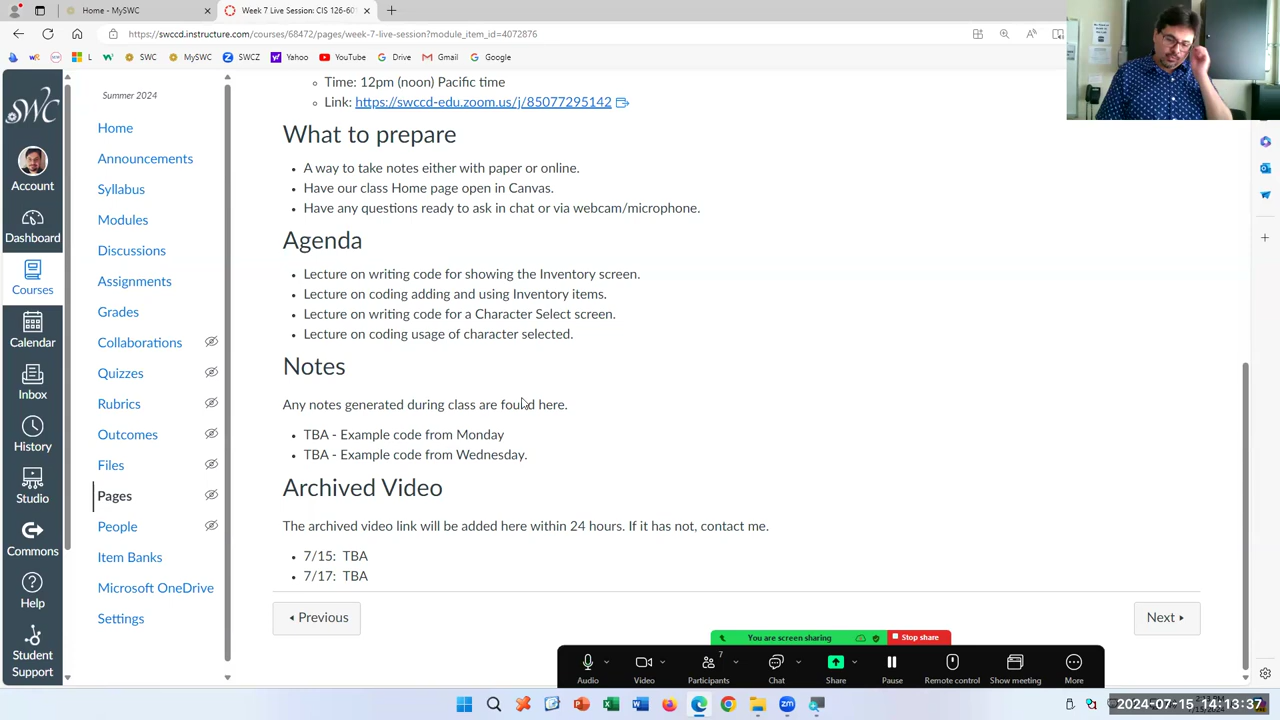 Home - MySWC
Week 7 Live Session: CIS 126-601
https://swccd.instructure.com/courses/68472/pages/week-7-live-session?module_item_id=4072876
L
SWC
MySWC
SWCZ
Yahoo
YouTube
Drive
Gmail
Google
SWC
Account
Dashboard
Courses
Calendar
Inbox
History
Studio
Commons
Help
Student
Support
Summer 2024
Home
Announcements
Syllabus
Modules
Discussions
Assignments
Grades
Collaborations
Quizzes
Rubrics
Outcomes
Files
Pages
People
Item Banks
Microsoft OneDrive
Settings
Time: 12pm (noon) Pacific time
Link: https://swccd-edu.zoom.us/j/85077295142
What to prepare
A way to take notes either with paper or online.
Have our class Home page open in Canvas.
Have any questions ready to ask in chat or via webcam/microphone.
Agenda
Lecture on writing code for showing the Inventory screen.
Lecture on coding adding and using Inventory items.
Lecture on writing code for a Character Select screen.
Lecture on coding usage of character selected.
Notes
Any notes generated during class are found here.
TBA - Example code from Monday
TBA - Example code from Wednesday.
Archived Video
The archived video link will be added here within 24 hours. If it has not, contact me.
7/15: TBA
7/17: TBA
Previous
Next
You are screen sharing
Stop share
Audio
Video
7
Participants
Chat
Share
Pause
Remote control
Show meeting
More
2024-07-15 14:13:37